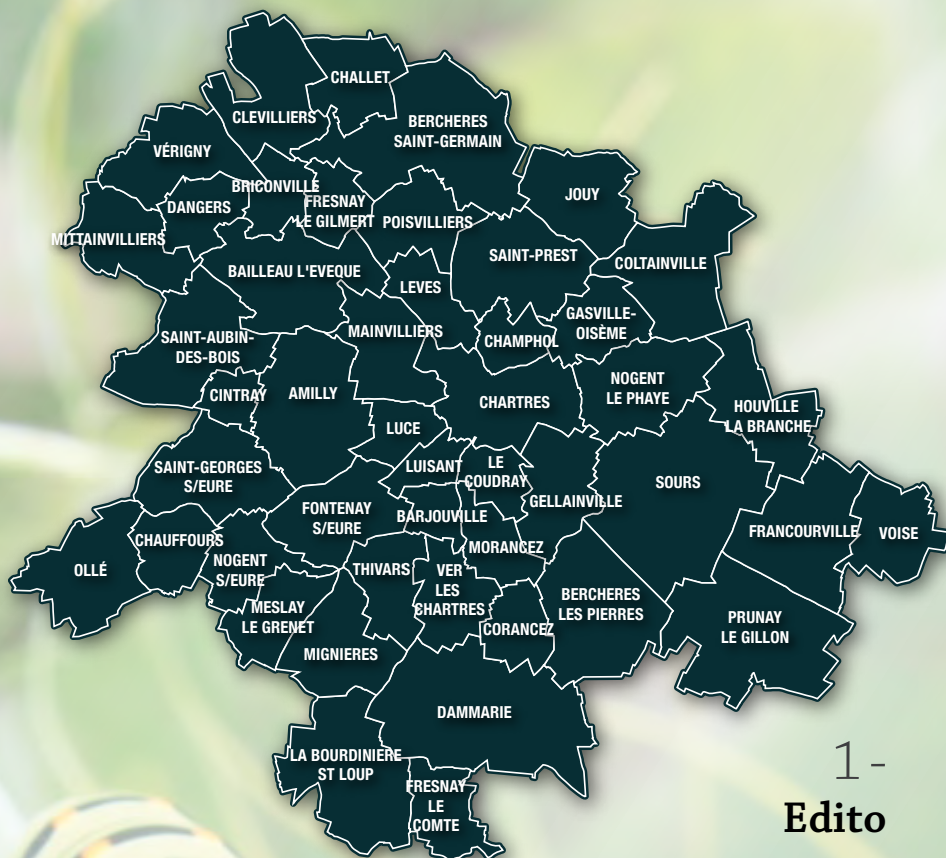 CHALLET
CLEVILLIERS
BERCHERES
SAINT-GERMAIN
VÉRIGNY
BRICONVILLE
JOUY
DANGERS
FRESNAY
LE GILMERT
POISVILLIERS
MITTAINVILLIERS
SAINT-PREST
COLTAINVILLE
BAILLEAU L'EVEQUE
LEVES
GASVILLE-
OISÈME
MAINVILLIERS
CHAMPHOL
SAINT-AUBIN-
DES-BOIS
CINTRAY
AMILLY
CHARTRES
NOGENT
LE PHAYE
HOUVILLE
LA BRANCHE
LUCE
SAINT-GEORGES
S/EURE
LUISANT
LE
COUDRAY
GELLAINVILLE
SOURS
FONTENAY
S/EURE
BARJOUVILLE
FRANCOURVILLE
VOISE
CHAUFFOURS
MORANCEZ
OLLÉ
NOGENT
S/EURE
THIVARS
VER
LES
CHARTRES
BERCHERES
LES PIERRES
MESLAY
LE GRENET
CORANCEZ
PRUNAY
LE GILLON
MIGNIERES
DAMMARIE
LA BOURDINIERE
ST LOUP
FRESNAY
LE
COMTE
1-
Edito